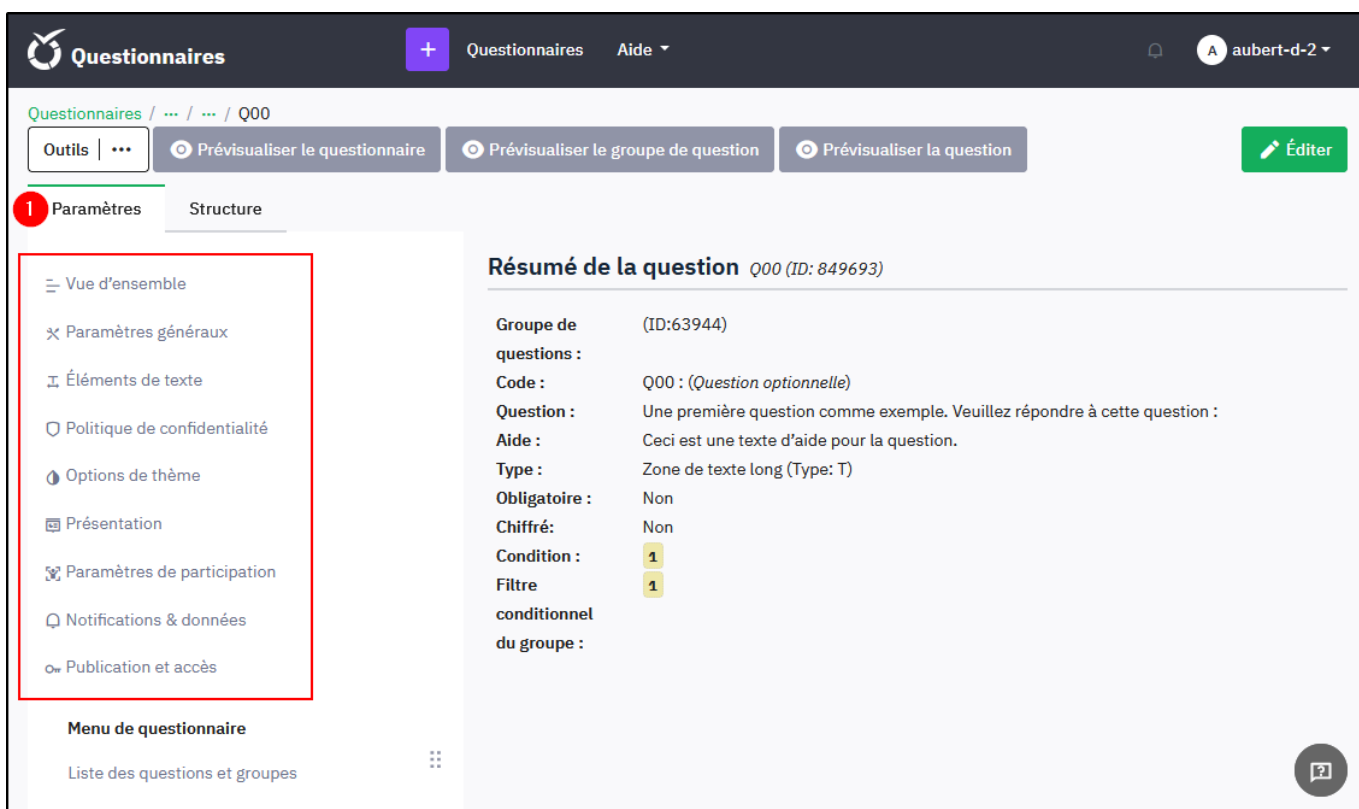 Questionnaires
+
Questionnaires
Aide
A
aubert-d-2
Questionnaires / ... / ... / Q00
Outils | ...
Prévisualiser le questionnaire
Prévisualiser le groupe de question
Prévisualiser la question
Éditer
1
Paramètres
Structure
Vue d'ensemble
Paramètres généraux
Éléments de texte
Politique de confidentialité
Options de thème
Présentation
Paramètres de participation
Notifications & données
Publication et accès
Menu de questionnaire
Liste des questions et groupes
Résumé de la question Q00 (ID: 849693)
Groupe de questions : (ID:63944)
Code : Q00 : (Question optionnelle)
Question : Une première question comme exemple. Veuillez répondre à cette question :
Aide : Ceci est une texte d'aide pour la question.
Type : Zone de texte long (Type: T)
Obligatoire : Non
Chiffré: Non
Condition : 1
Filtre conditionnel du groupe : 1